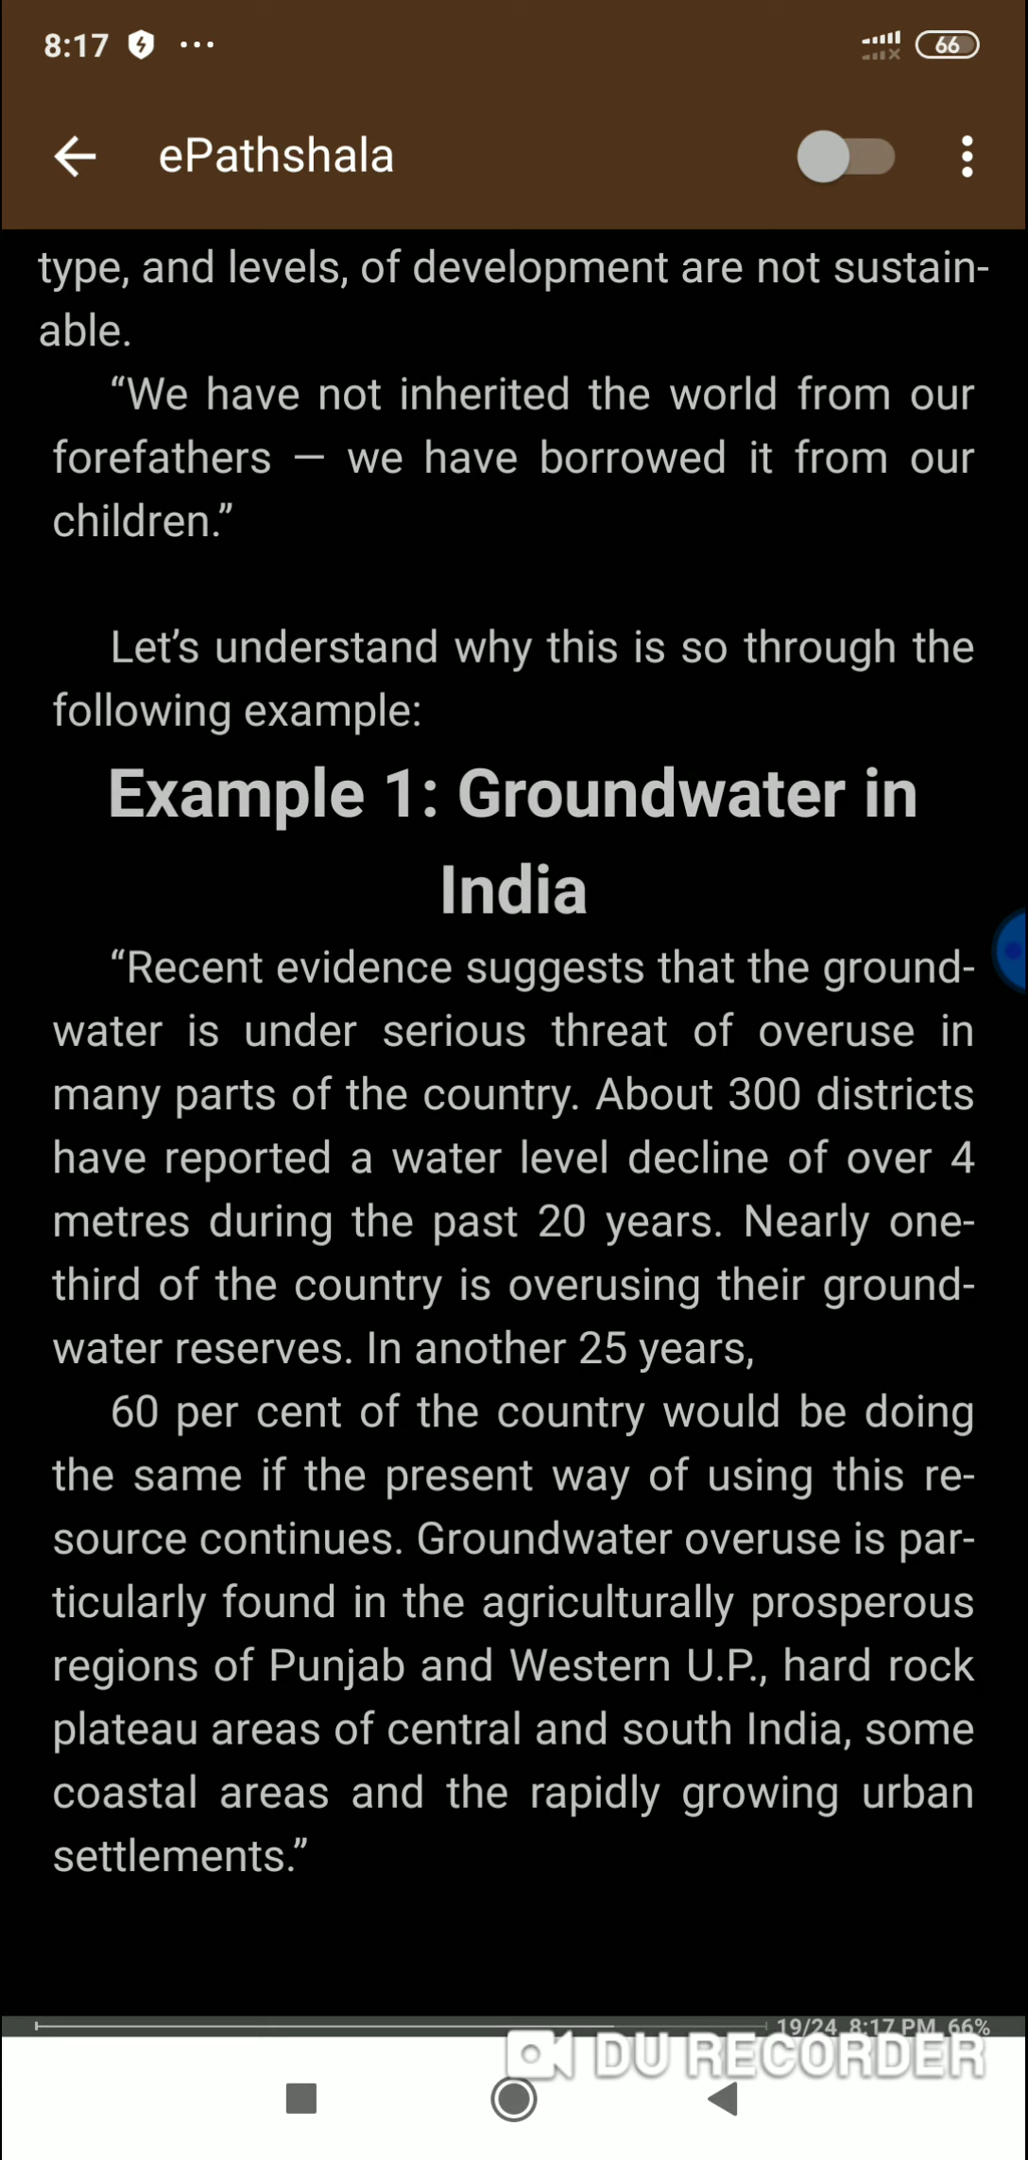 8:17 ...
66
ePathshala
type, and levels, of development are not sustain-
able.
“We have not inherited the world from our
forefathers — we have borrowed it from our
children.”
Let’s understand why this is so through the
following example:
Example 1: Groundwater in
India
“Recent evidence suggests that the ground-
water is under serious threat of overuse in
many parts of the country. About 300 districts
have reported a water level decline of over 4
metres during the past 20 years. Nearly one-
third of the country is overusing their ground-
water reserves. In another 25 years,
60 per cent of the country would be doing
the same if the present way of using this re-
source continues. Groundwater overuse is par-
ticularly found in the agriculturally prosperous
regions of Punjab and Western U.P., hard rock
plateau areas of central and south India, some
coastal areas and the rapidly growing urban
settlements.”
19/24 8:17 PM 66%
DU RECORDER